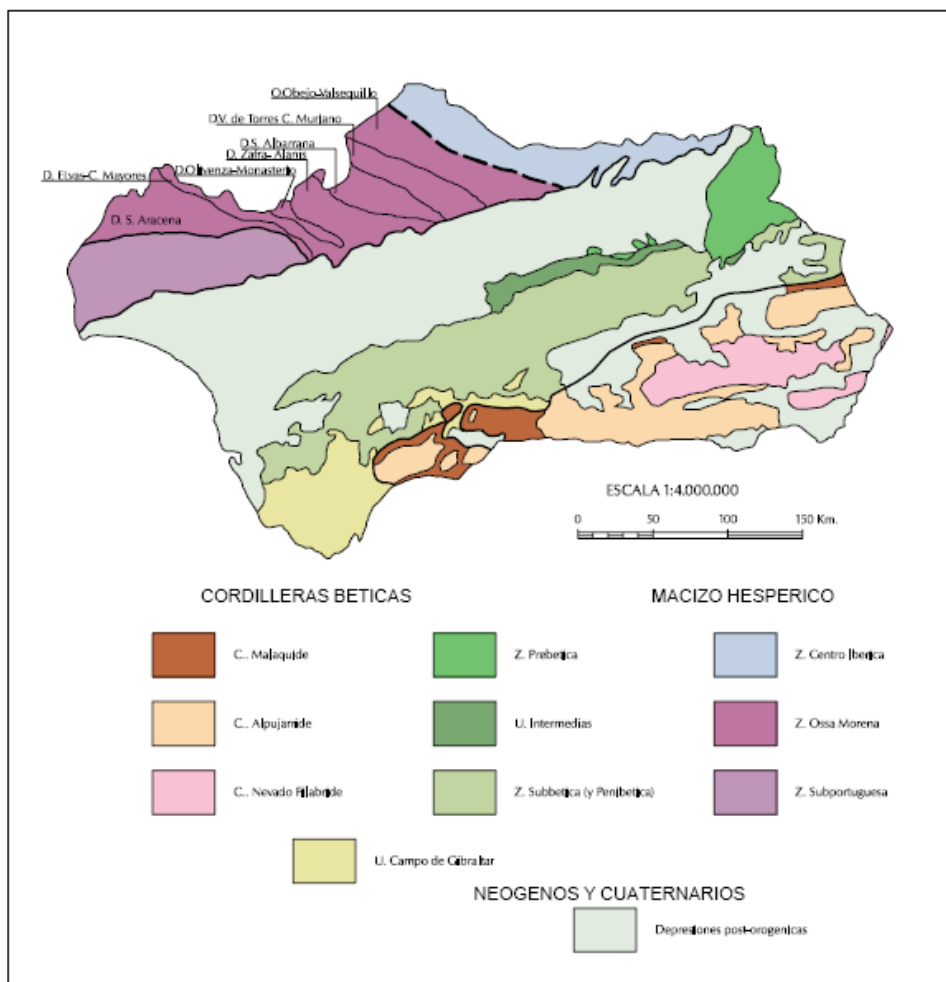 O.Obejo-Valsequillo
D.V. de Torres C. Muriano
D.S. Albarrana
D. Zafra-Alanis
D.Olivenza-Monasterio
D. Elvas-C. Mayores
D. S. Aracena
ESCALA 1:4.000.000
0 50 100 150 Km.
CORDILLERAS BETICAS MACIZO HESPERICO
C.. Malaguide Z. Prebetica Z. Centro Iberica
C.. Alpujarride U. Intermedias Z. Ossa Morena
C.. Nevado Filabride Z. Subbetica (y Penibetica) Z. Subportuguesa
U. Campo de Gibraltar
NEOGENOS Y CUATERNARIOS
Depresiones post-orogenicas